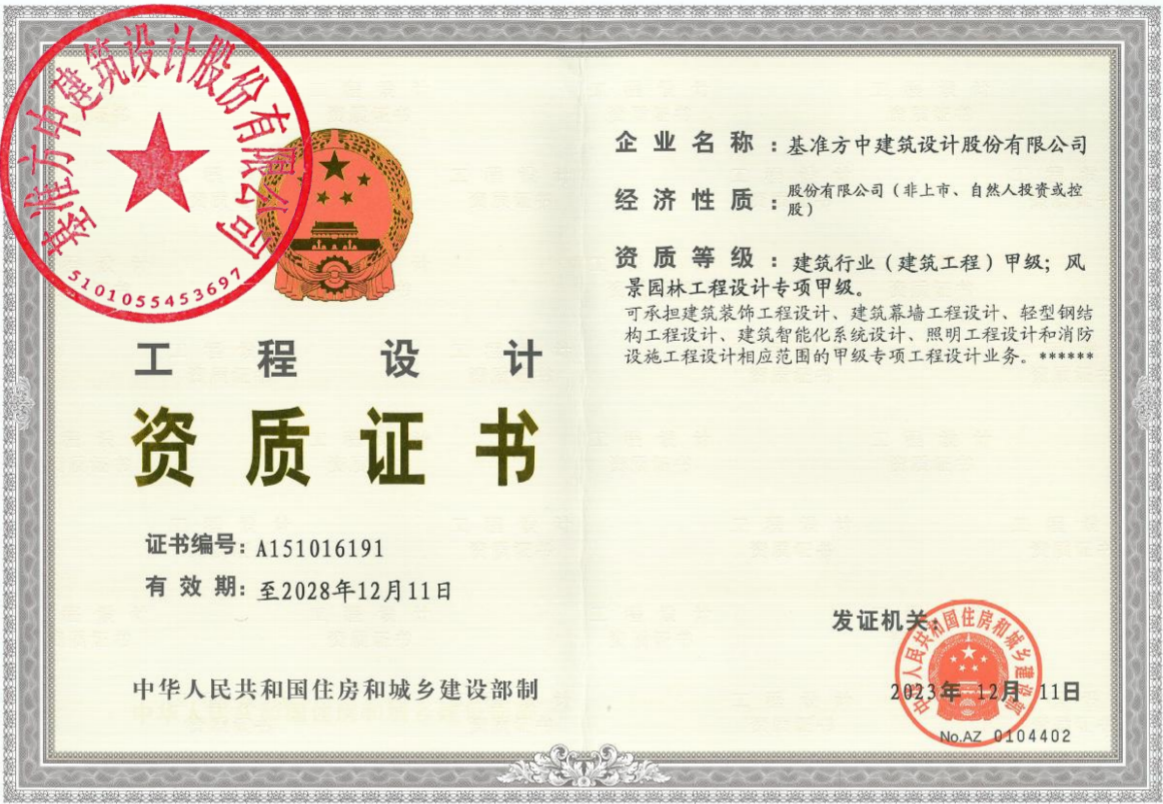 基准方中建筑设计股份有限公司
5101055453697
工程设计
资质证书
证书编号：A151016191
有效期：至2028年12月11日
中华人民共和国住房和城乡建设部制
企业名称：基准方中建筑设计股份有限公司
经济性质：股份有限公司（非上市、自然人投资或控
股）
资质等级：建筑行业（建筑工程）甲级；风
景园林工程设计专项甲级。
可承担建筑装饰工程设计、建筑幕墙工程设计、轻型钢结
构工程设计、建筑智能化系统设计、照明工程设计和消防
设施工程设计相应范围的甲级专项工程设计业务。******
发证机关：
中华人民共和国住房和城乡建设部
2023年12月11日
No.AZ 0104402